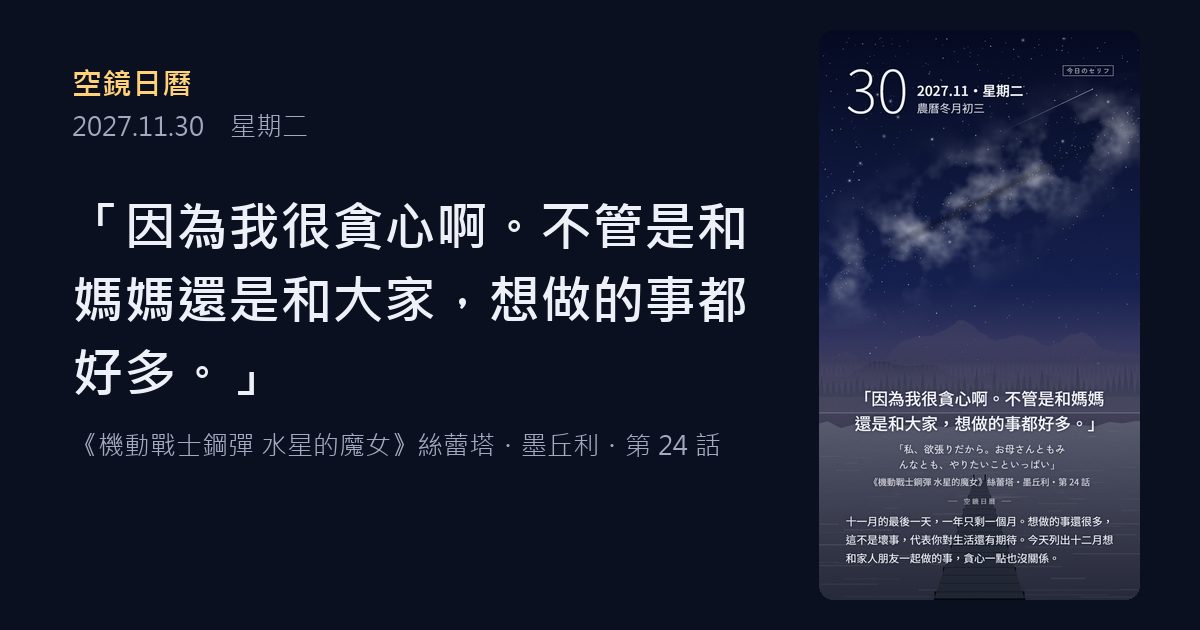 空鏡日曆
2027.11.30 星期二
「因為我很貪心啊。不管是和
媽媽還是和大家，想做的事都
好多。」
《機動戰士鋼彈 水星的魔女》絲蕾塔·墨丘利·第 24 話
今日のセリフ
30
2027.11·星期二
農曆冬月初三
「因為我很貪心啊。不管是和媽媽
還是和大家，想做的事都好多。」
「私、欲張りだから。お母さんともみ
んなとも、やりたいこといっぱい」
《機動戰士鋼彈 水星的魔女》絲蕾塔·墨丘利·第 24 話
— 空鏡日曆 —
十一月的最後一天，一年只剩一個月。想做的事還很多，
這不是壞事，代表你對生活還有期待。今天列出十二月想
和家人朋友一起做的事，貪心一點也沒關係。